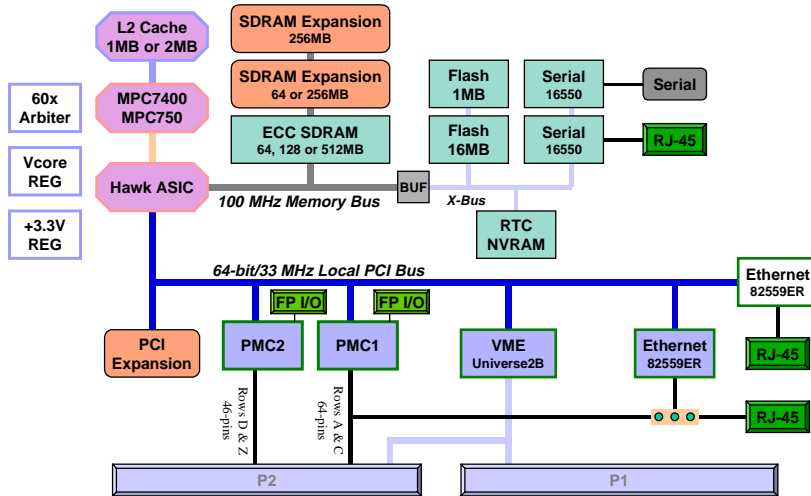 L2 Cache
1MB or 2MB
SDRAM Expansion
256MB
60x
Arbiter
MPC7400
MPC750
SDRAM Expansion
64 or 256MB
Flash
1MB
Serial
16550
Serial
Vcore
REG
ECC SDRAM
64, 128 or 512MB
Flash
16MB
Serial
16550
RJ-45
Hawk ASIC
100 MHz Memory Bus
BUF
X-Bus
+3.3V
REG
RTC
NVRAM
64-bit/33 MHz Local PCI Bus
Ethernet
82559ER
FP I/O
FP I/O
PCI
Expansion
PMC2
PMC1
VME
Universe2B
Ethernet
82559ER
RJ-45
Rows D & Z
46-pins
Rows A & C
64-pins
RJ-45
P2
P1